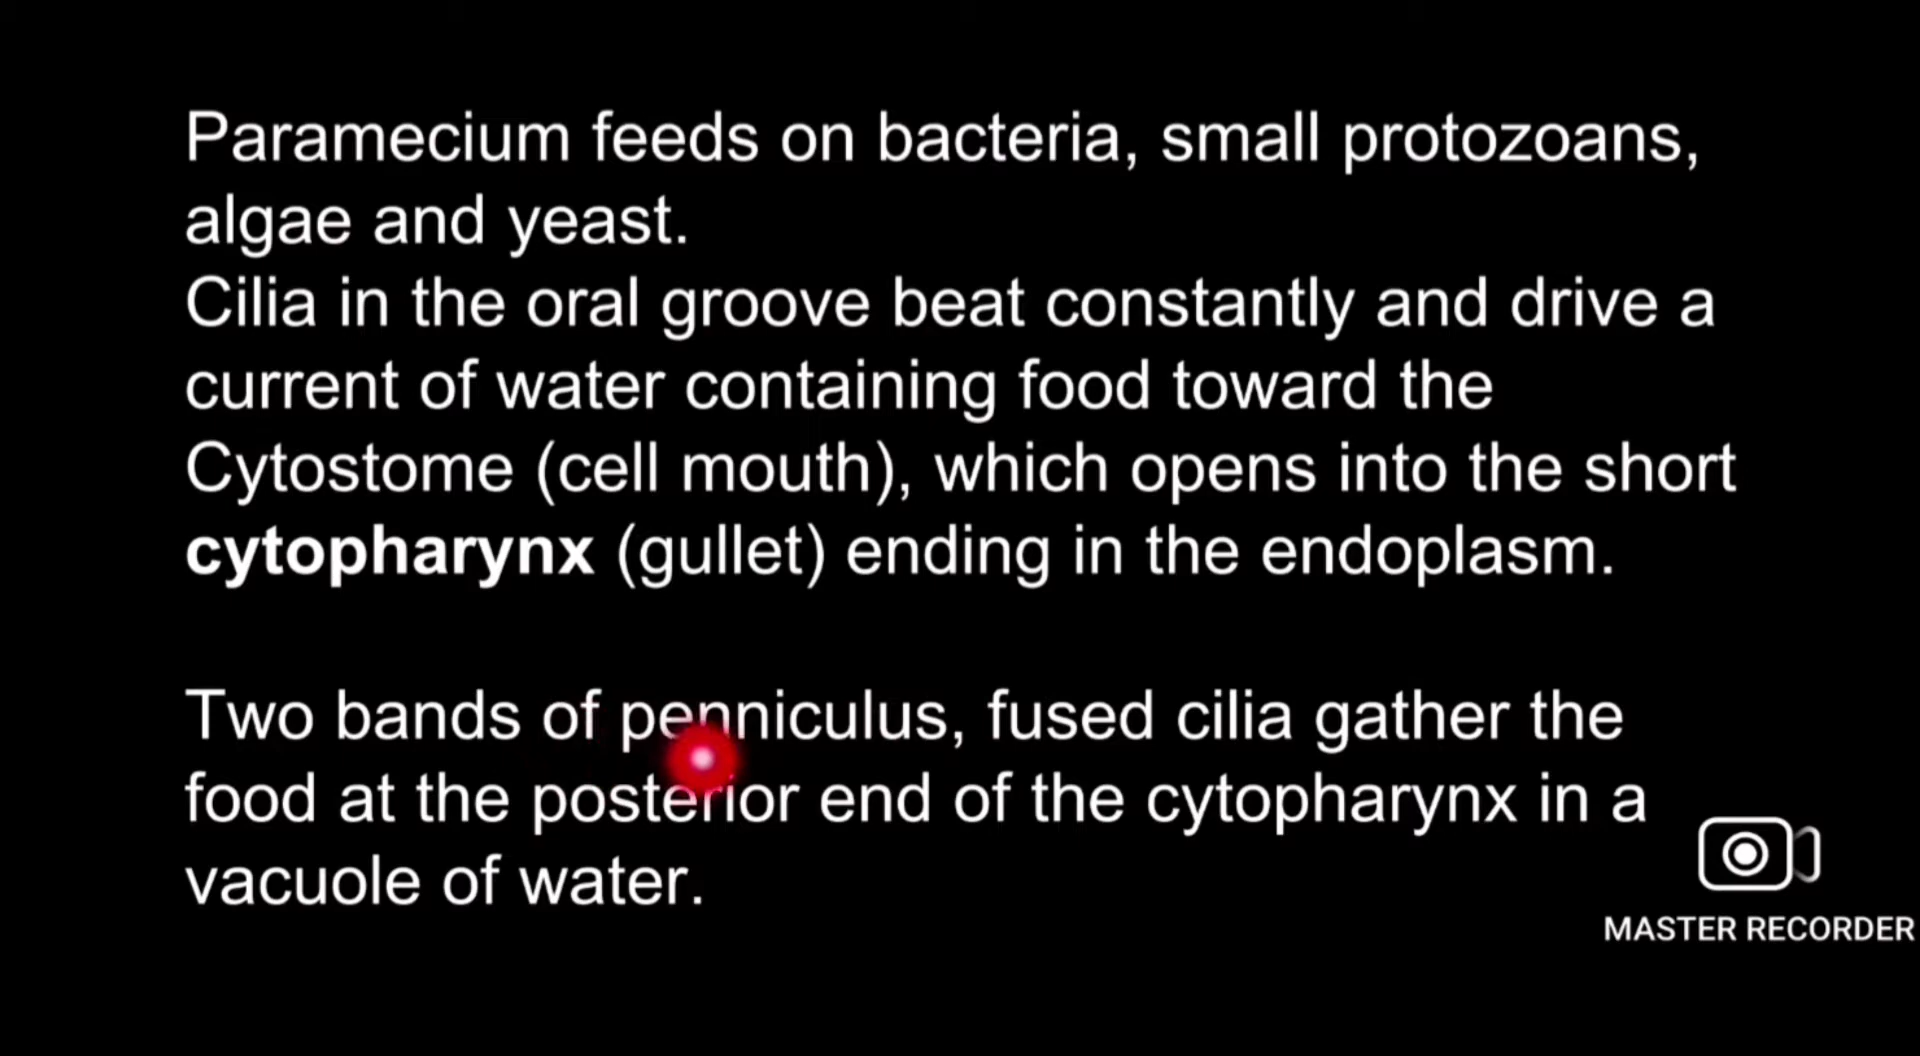 Paramecium feeds on bacteria, small protozoans,
algae and yeast.
Cilia in the oral groove beat constantly and drive a
current of water containing food toward the
Cytostome (cell mouth), which opens into the short
cytopharynx (gullet) ending in the endoplasm.
Two bands of penniculus, fused cilia gather the
food at the posterior end of the cytopharynx in a
vacuole of water.
MASTER RECORDER